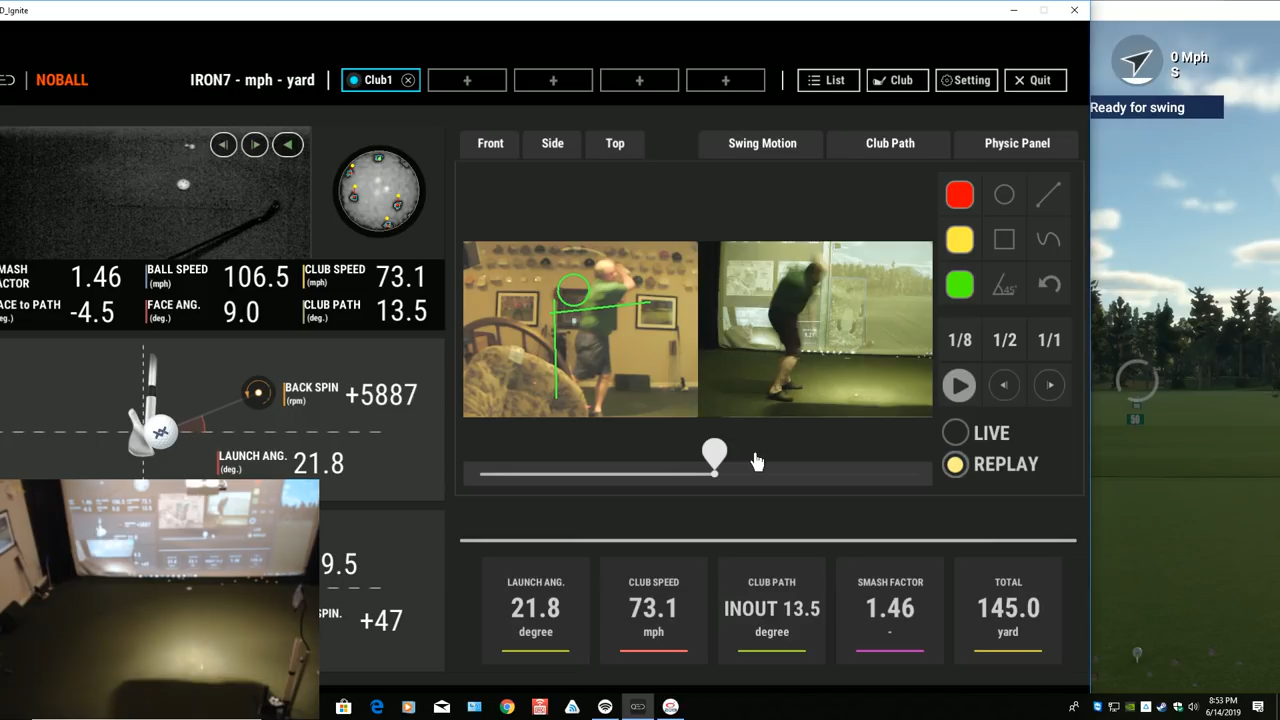 D_Ignite
NOBALL
IRON7 - mph - yard
Club1
+ + + +
List
Club
Setting
Quit
0 Mph
S
Ready for swing
Front
Side
Top
Swing Motion
Club Path
Physic Panel
SMASH FACTOR 1.46
BALL SPEED (mph) 106.5
CLUB SPEED (mph) 73.1
FACE to PATH (deg.) -4.5
FACE ANG. (deg.) 9.0
CLUB PATH (deg.) 13.5
45°
1/8 1/2 1/1
BACK SPIN (rpm) +5887
LAUNCH ANG. (deg.) 21.8
LIVE
REPLAY
50
9.5
SPIN. +47
LAUNCH ANG.
21.8
degree
CLUB SPEED
73.1
mph
CLUB PATH
INOUT 13.5
degree
SMASH FACTOR
1.46
-
TOTAL
145.0
yard
8:53 PM
6/14/2019